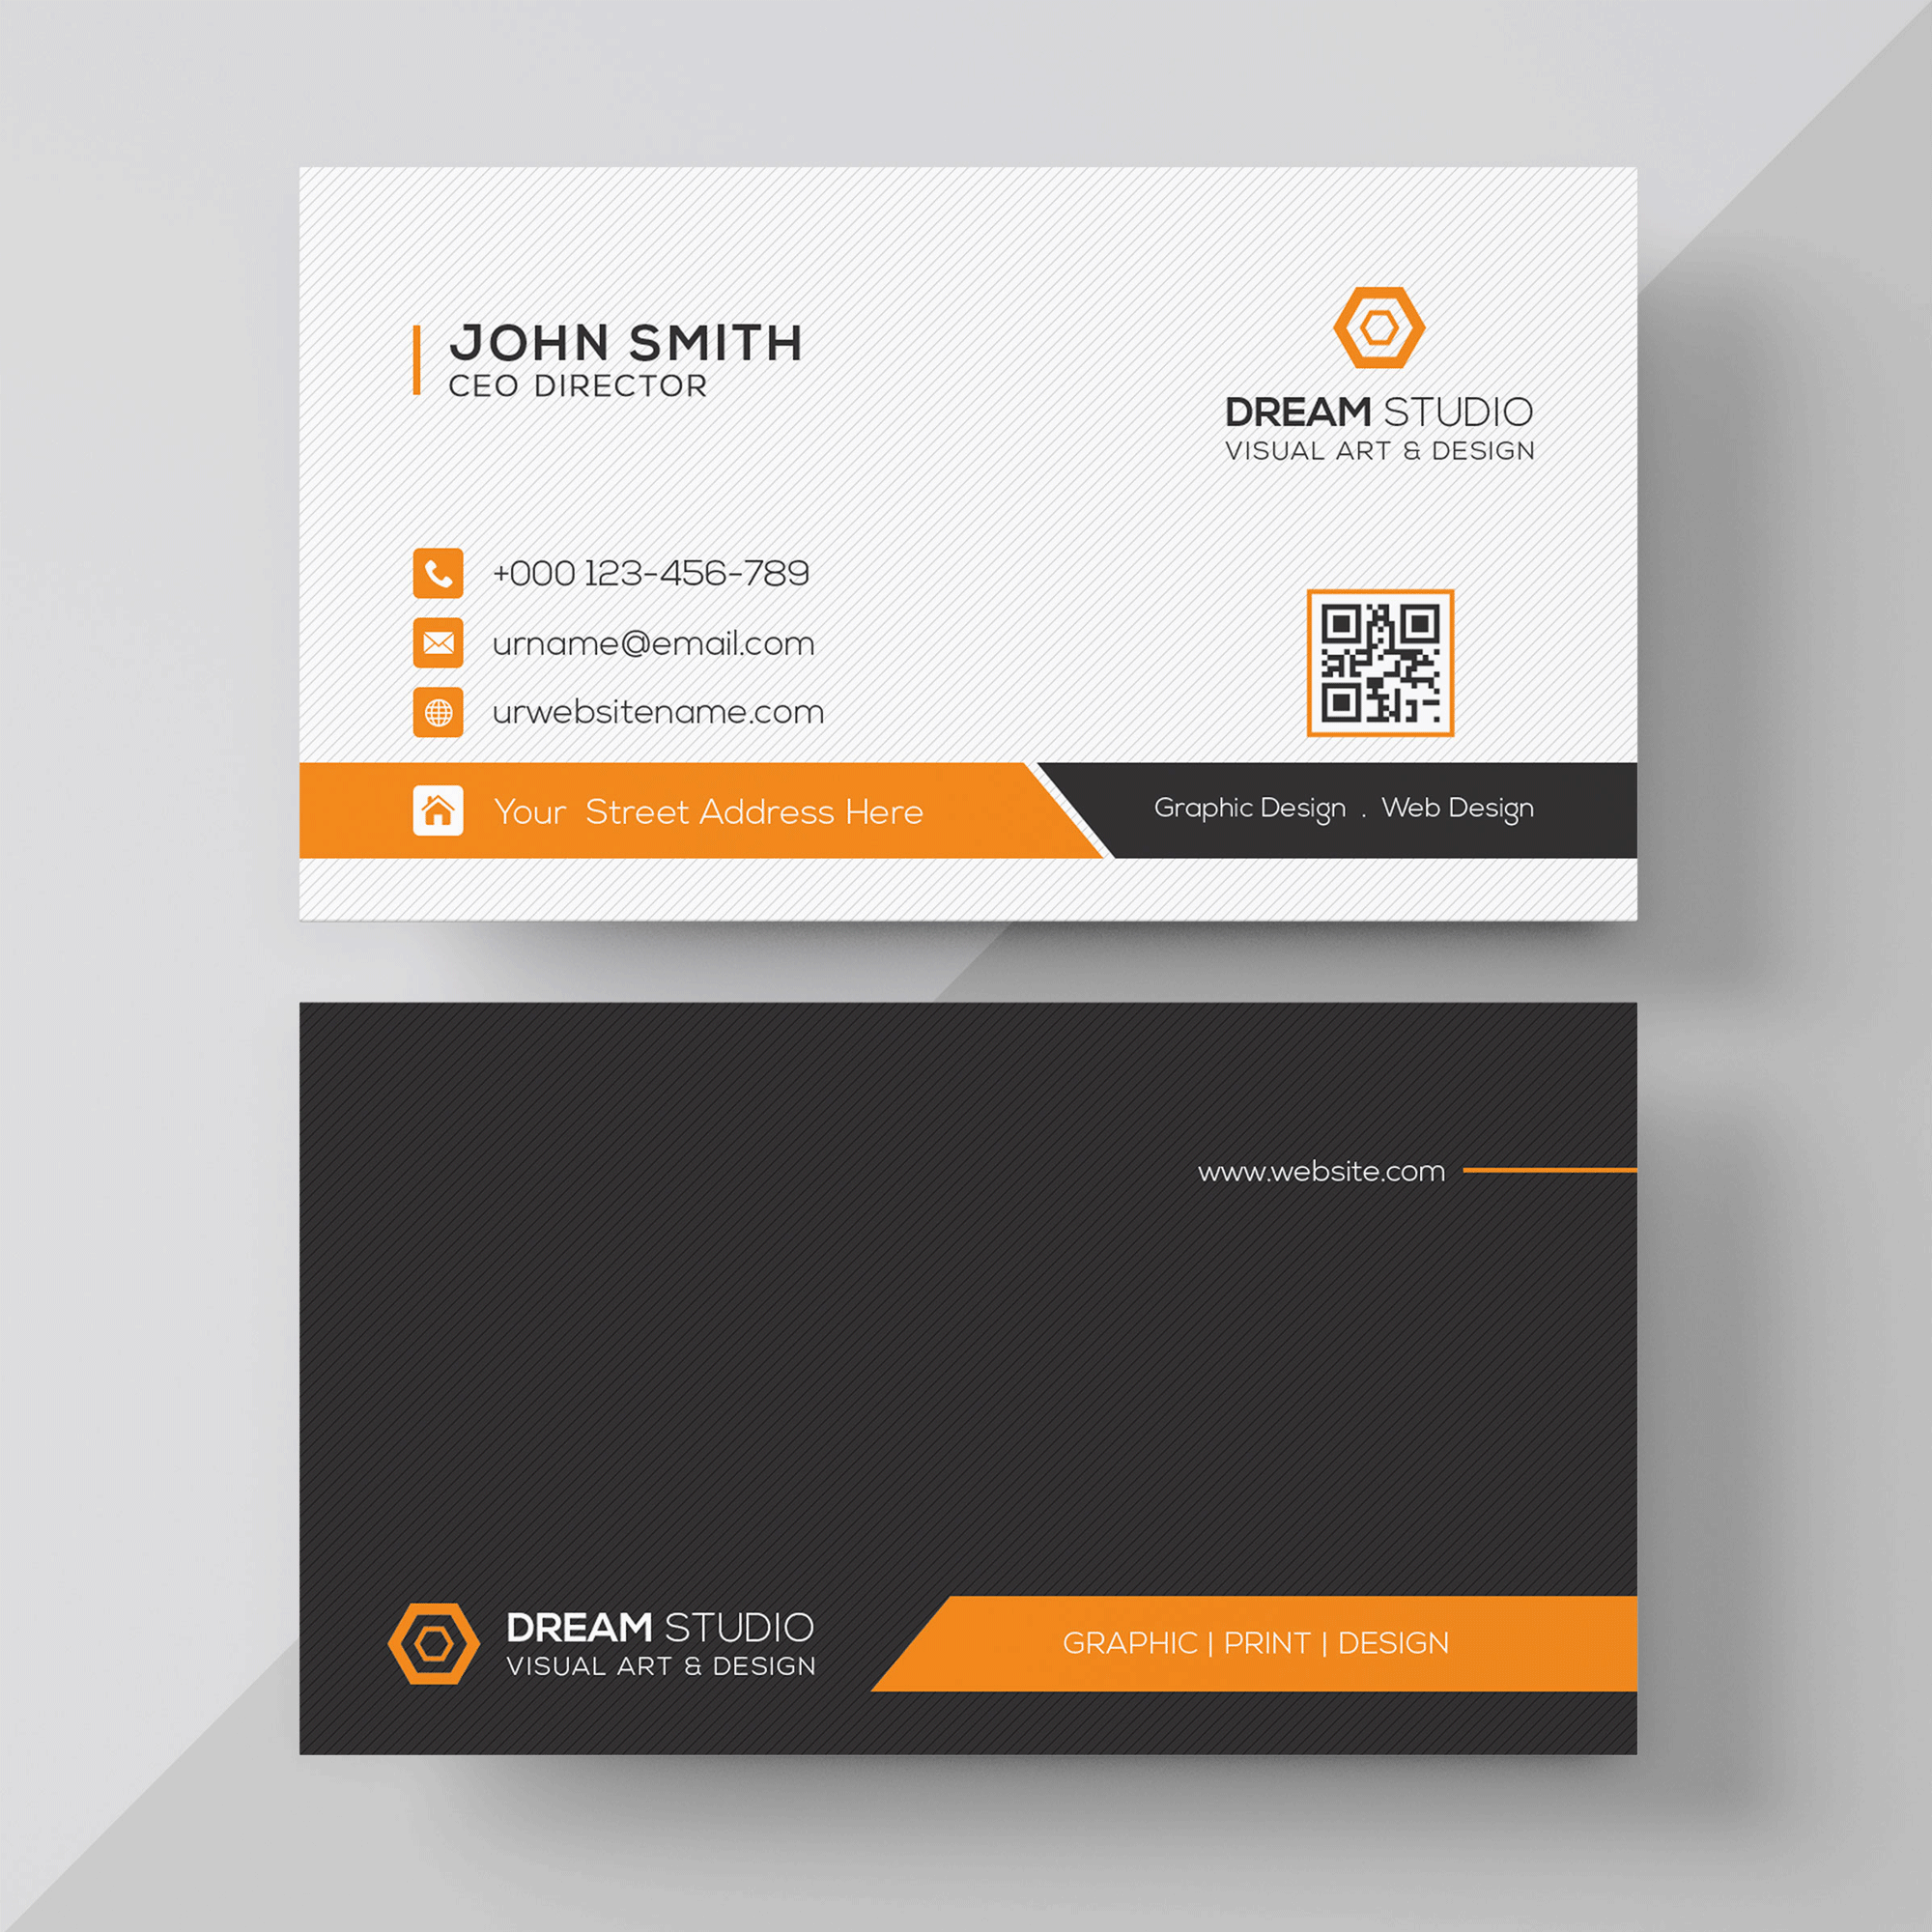 JOHN SMITH
CEO DIRECTOR
DREAM STUDIO
VISUAL ART & DESIGN
+000 123-456-789
urname@email.com
urwebsitename.com
Your Street Address Here
Graphic Design . Web Design
www.website.com
DREAM STUDIO
VISUAL ART & DESIGN
GRAPHIC | PRINT | DESIGN